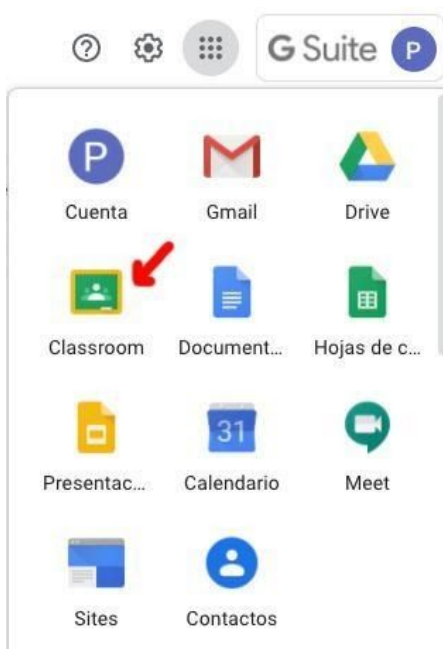 G Suite P
P
Cuenta Gmail Drive
Classroom Document... Hojas de c...
31
Presentac... Calendario Meet
Sites Contactos